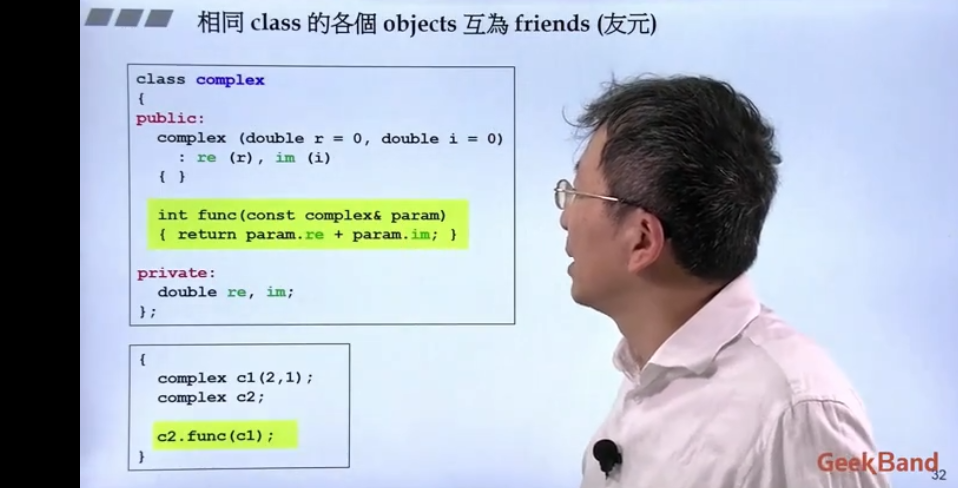 相同 class 的各個 objects 互為 friends (友元)
class complex
{
public:
complex (double r = 0, double i = 0)
: re (r), im (i)
{ }
int func(const complex& param)
{ return param.re + param.im; }
private:
double re, im;
};
{
complex c1(2,1);
complex c2;
c2.func(c1);
}
GeekBand
32